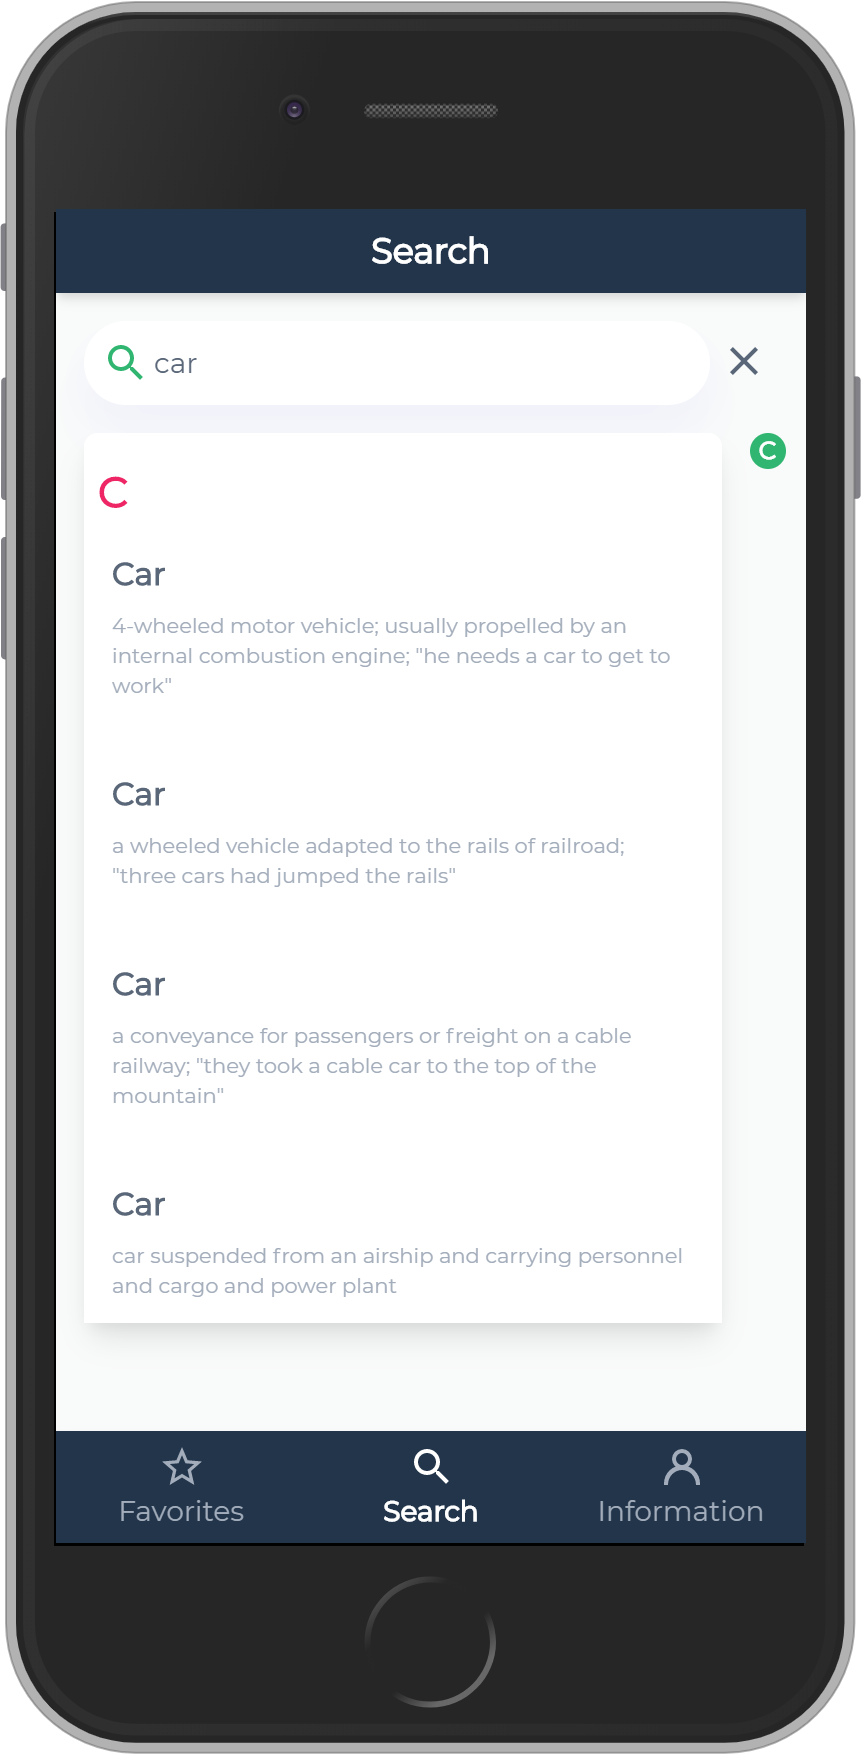 Search
car
C
C
Car
4-wheeled motor vehicle; usually propelled by an
internal combustion engine; "he needs a car to get to
work"
Car
a wheeled vehicle adapted to the rails of railroad;
"three cars had jumped the rails"
Car
a conveyance for passengers or freight on a cable
railway; "they took a cable car to the top of the
mountain"
Car
car suspended from an airship and carrying personnel
and cargo and power plant
Favorites
Search
Information